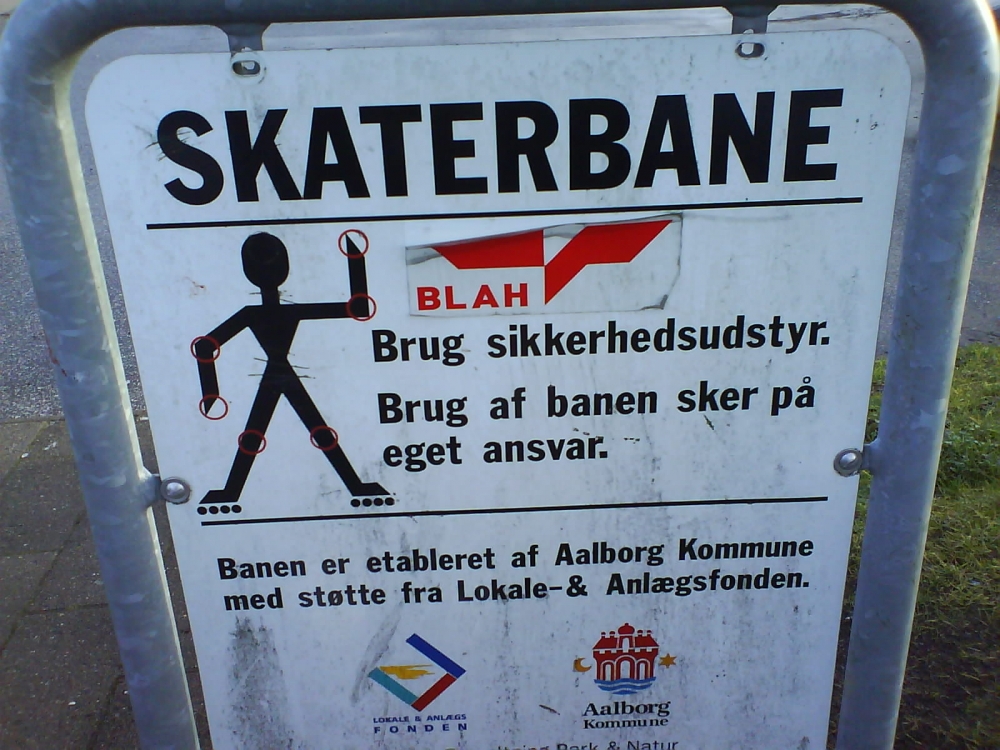 SKATERBANE
BLAH
Brug sikkerhedsudstyr.
Brug af banen sker på
eget ansvar.
Banen er etableret af Aalborg Kommune
med støtte fra Lokale-& Anlægsfonden.
LOKALE & ANLÆGS
FONDEN
Aalborg
Kommune
Park & Natur